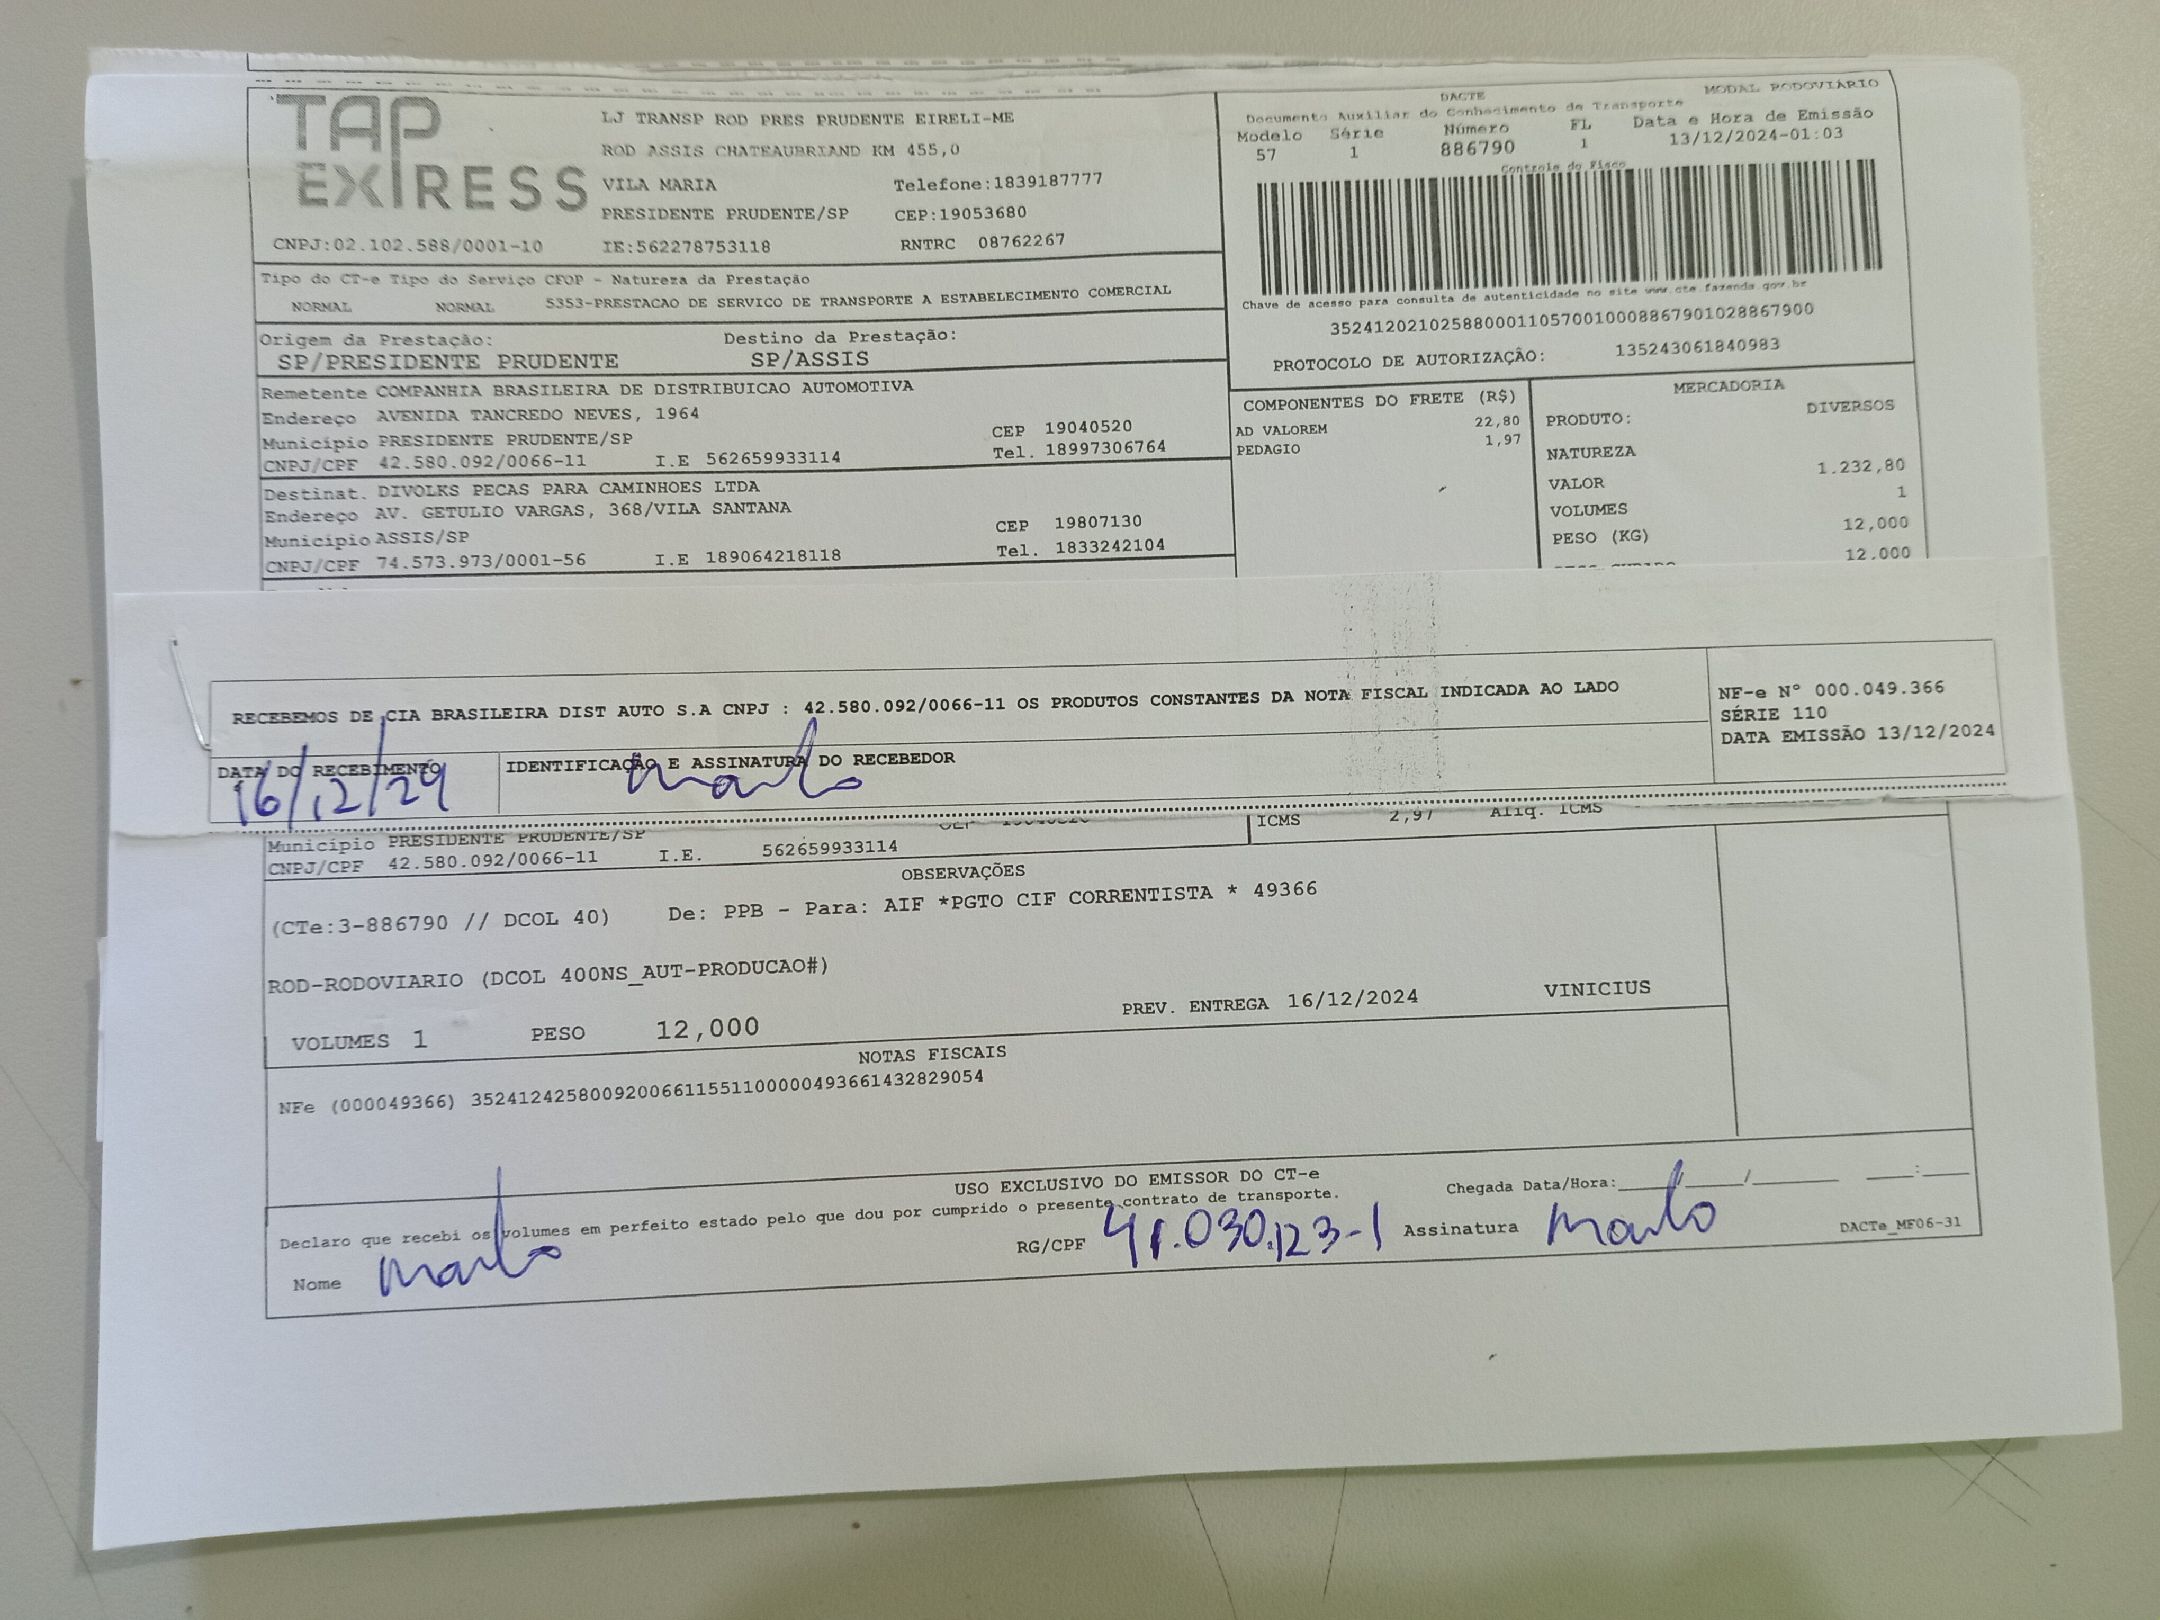 TAP
EXPRESS
LJ TRANSP ROD PRES PRUDENTE EIRELI-ME
ROD ASSIS CHATEAUBRIAND KM 455,0
VILA MARIA Telefone:1839187777
PRESIDENTE PRUDENTE/SP CEP:19053680
CNPJ:02.102.588/0001-10 IE:562278753118 RNTRC 08762267
DACTE MODAL RODOVIÁRIO
Documento Auxiliar do Conhecimento de Transporte
Modelo Série Número FL Data e Hora de Emissão
57 1 886790 1 13/12/2024-01:03
Controle do Fisco
Chave de acesso para consulta de autenticidade no site www.cte.fazenda.gov.br
35241202102588000110570010008867901028867900
PROTOCOLO DE AUTORIZAÇÃO: 135243061840983
Tipo do CT-e Tipo do Serviço CFOP - Natureza da Prestação
NORMAL NORMAL 5353-PRESTACAO DE SERVICO DE TRANSPORTE A ESTABELECIMENTO COMERCIAL
Origem da Prestação: Destino da Prestação:
SP/PRESIDENTE PRUDENTE SP/ASSIS
Remetente COMPANHIA BRASILEIRA DE DISTRIBUICAO AUTOMOTIVA
Endereço AVENIDA TANCREDO NEVES, 1964
Município PRESIDENTE PRUDENTE/SP CEP 19040520
CNPJ/CPF 42.580.092/0066-11 I.E 562659933114 Tel. 18997306764
Destinat. DIVOLKS PECAS PARA CAMINHOES LTDA
Endereço AV. GETULIO VARGAS, 368/VILA SANTANA
Município ASSIS/SP CEP 19807130
CNPJ/CPF 74.573.973/0001-56 I.E 189064218118 Tel. 1833242104
COMPONENTES DO FRETE (R$)
AD VALOREM 22,80
PEDAGIO 1,97
MERCADORIA
PRODUTO: DIVERSOS
NATUREZA
VALOR 1.232,80
VOLUMES 1
PESO (KG) 12,000
12.000
RECEBEMOS DE CIA BRASILEIRA DIST AUTO S.A CNPJ : 42.580.092/0066-11 OS PRODUTOS CONSTANTES DA NOTA FISCAL INDICADA AO LADO
NF-e N° 000.049.366
SÉRIE 110
DATA EMISSÃO 13/12/2024
DATA DO RECEBIMENTO IDENTIFICAÇÃO E ASSINATURA DO RECEBEDOR
16/12/24
Município PRESIDENTE PRUDENTE/SP
CNPJ/CPF 42.580.092/0066-11 I.E. 562659933114
ICMS 2,97 Aliq. ICMS
OBSERVAÇÕES
(CTe:3-886790 // DCOL 40) De: PPB - Para: AIF *PGTO CIF CORRENTISTA * 49366
ROD-RODOVIARIO (DCOL 400NS_AUT-PRODUCAO#)
PREV. ENTREGA 16/12/2024 VINICIUS
VOLUMES 1 PESO 12,000
NOTAS FISCAIS
NFe (000049366) 35241242580092006611551100000493661432829054
USO EXCLUSIVO DO EMISSOR DO CT-e
Declaro que recebi os volumes em perfeito estado pelo que dou por cumprido o presente contrato de transporte.
Chegada Data/Hora:____/____/____ ___:___
Nome RG/CPF 41.030.123-1 Assinatura
DACTe_MF06-31